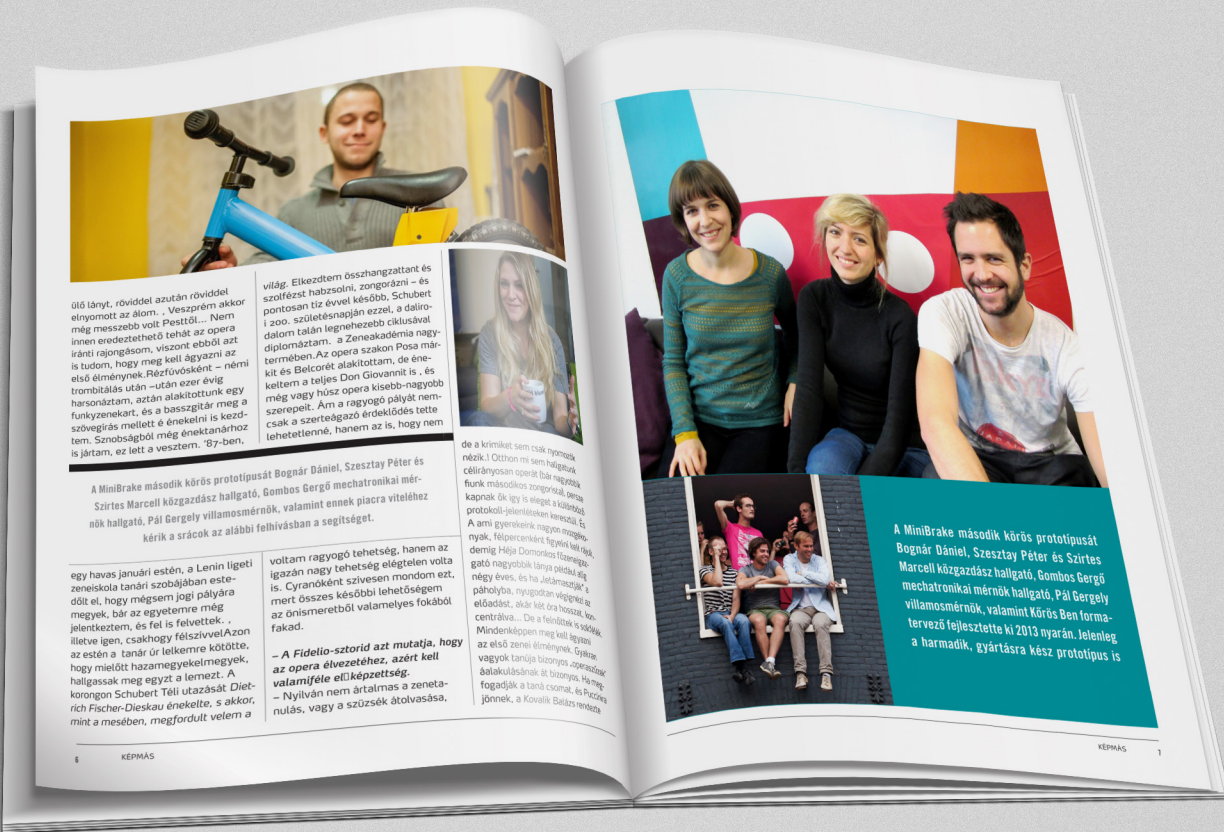 ülő lányt, röviddel azután röviddel
elnyomott az álom. , Veszprém akkor
még messzebb volt Pesttől... Nem
innen eredeztethető tehát az opera
iránti rajongásom, viszont ebből azt
is tudom, hogy meg kell ágyazni az
első élménynek.Rézfúvósként – némi
trombitálás után –után ezer évig
harsonáztam, aztán alakítottunk egy
funkyzenekart, és a basszgitár meg a
szövegírás mellett é énekelni is kezd-
tem. Sznobságból még énektanárhoz
is jártam, ez lett a vesztem. '87-ben,
világ. Elkezdtem összhangzattant és
szolfézst habzsolni, zongorázni – és
pontosan tiz évvel később, Schubert
i 200. születésnapján ezzel, a daliro-
dalom talán legnehezebb ciklusával
diplomáztam. a Zeneakadémia nagy-
termében.Az opera szakon Posa már-
kit és Belcorét alakítottam, de éne-
keltem a teljes Don Giovannit is , és
még vagy húsz opera kisebb-nagyobb
szerepeit. Ám a ragyogó pályát nem-
csak a szerteágazó érdeklődés tette
lehetetlenné, hanem az is, hogy nem
A MiniBrake második körös prototípusát Bognár Dániel, Szesztay Péter és
Szirtes Marcell közgazdász hallgató, Gombos Gergő mechatronikai mér-
nök hallgató, Pál Gergely villamosmérnök, valamint ennek piacra viteléhez
kérik a srácok az alábbi felhívásban a segítséget.
egy havas januári estén, a Lenin ligeti
zeneiskola tanári szobájában este-
dőlt el, hogy mégsem jogi pályára
megyek, bár az egyetemre még
jelentkeztem, és fel is felvettek. ,
illetve igen, csakhogy félszívvelAzon
az estén a tanár úr lelkemre kötötte,
hogy mielőtt hazamegyekelmegyek,
hallgassak meg egyzt a lemezt. A
korongon Schubert Téli utazását Diet-
rich Fischer-Dieskau énekelte, s akkor,
mint a mesében, megfordult velem a
voltam ragyogó tehetség, hanem az
igazán nagy tehetség elégtelen volta
is. Cyranóként szívesen mondom ezt,
mert összes későbbi lehetőségem
az önismeretből valamelyes fokából
fakad.
– A Fidelio-sztorid azt mutatja, hogy
az opera élvezetéhez, azért kell
valamiféle el▯képzettség.
– Nyilván nem ártalmas a zeneta-
nulás, vagy a szüzsék átolvasása,
de a krimiket sem csak nyomozók
nézik.! Otthon mi sem hallgatunk
célirányosan operát (bár nagyobbik
fiunk másodikos zongorista), persze
kapnak ők így is eleget a különböző
protokoll-jelenléteken keresztül. És
A ami gyerekeink nagyon mozgéko-
nyak, félpercenként figyelni kell rájuk,
demig Héja Domonkos főzeneigaz-
gató nagyobbik lánya például alig
négy éves, és ha „letámasztják” a
páholyba, nyugodtan végignézi az
előadást, akár két óra hosszat, kon-
centrálva... De a felnőttek is sokfélék.
Mindenképpen meg kell ágyazni
az első zenei élménynek. Gyakran
vagyok tanúja bizonyos „operaszűzek”
áalakulásának át bizonyos. Ha meg-
fogadják a taná csomat, és Puccinira
jönnek, a Kovalik Balázs rendezte
6 KÉPMÁS
A MiniBrake második körös prototípusát
Bognár Dániel, Szesztay Péter és Szirtes
Marcell közgazdász hallgató, Gombos Gergő
mechatronikai mérnök hallgató, Pál Gergely
villamosmérnök, valamint Körös Ben forma-
tervező fejlesztette ki 2013 nyarán. Jelenleg
a harmadik, gyártásra kész prototípus is
KÉPMÁS 7